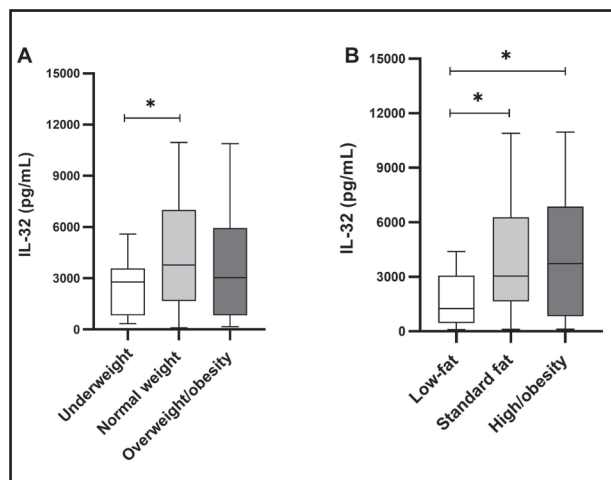 A
IL-32 (pg/mL)
15000
12000
9000
6000
3000
0
*
Underweight
Normal weight
Overweight/obesity
B
IL-32 (pg/mL)
15000
12000
9000
6000
3000
0
*
*
Low-fat
Standard fat
High/obesity